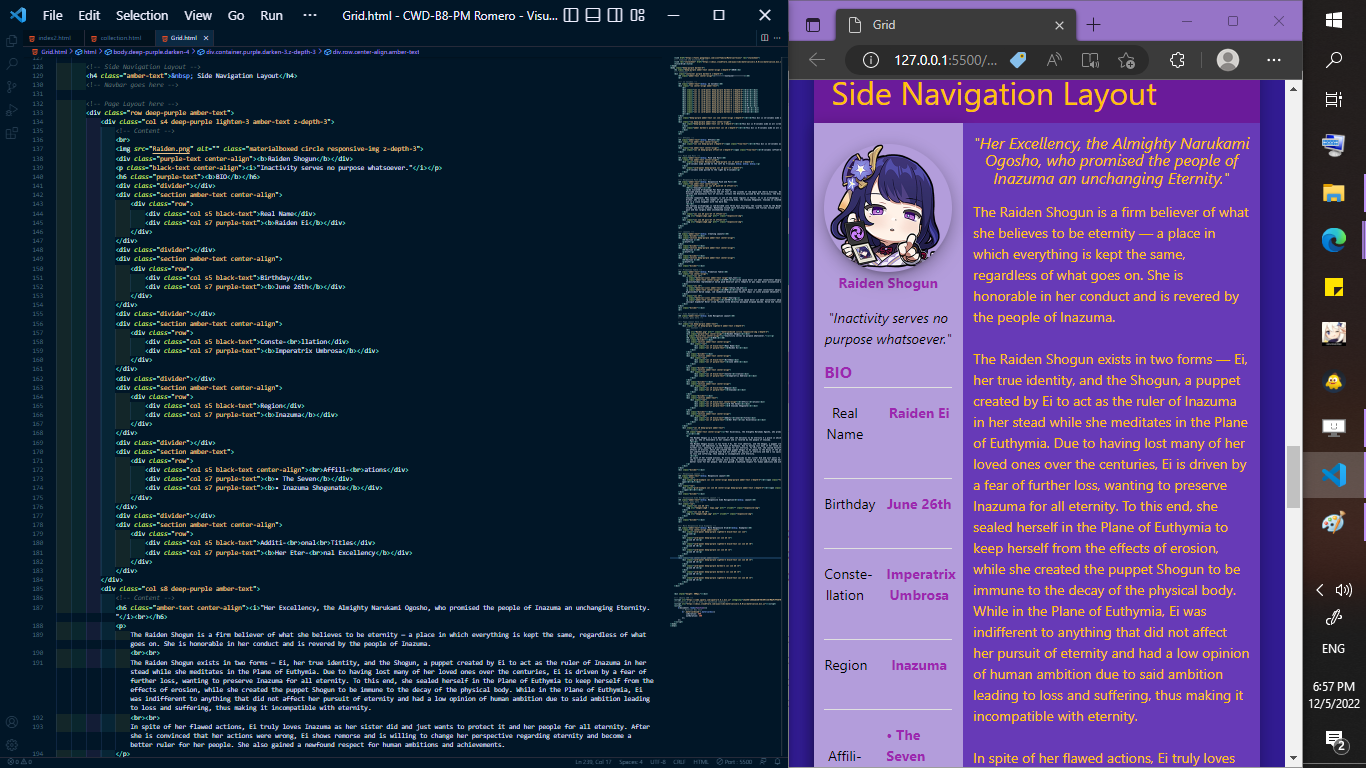 File Edit Selection View Go Run ··· Grid.html - CWD-B8-PM Romero - Visu...
index2.html collection.html Grid.html ×
Grid.html > html > body.deep-purple.darken-4 > div.container.purple.darken-3.z-depth-3 > div.row.center-align.amber-text
128 <!-- Side Navigation Layout -->
129 <h4 class="amber-text">&nbsp; Side Navigation Layout</h4>
130 <!-- Navbar goes here -->
131
132 <!-- Page Layout here -->
133 <div class="row deep-purple amber-text">
134 <div class="col s4 deep-purple lighten-3 amber-text z-depth-3">
135 <!-- Content -->
136 <br>
137 <img src="Raiden.png" alt="" class="materialboxed circle responsive-img z-depth-3">
138 <div class="purple-text center-align"><b>Raiden Shogun</b></div>
139 <p class="black-text center-align"><i>"Inactivity serves no purpose whatsoever."</i></p>
140 <h6 class="purple-text"><b>BIO</b></h6>
141 <div class="divider"></div>
142 <div class="section amber-text center-align">
143 <div class="row">
144 <div class="col s5 black-text">Real Name</div>
145 <div class="col s7 purple-text"><b>Raiden Ei</b></div>
146 </div>
147 </div>
148 <div class="divider"></div>
149 <div class="section amber-text center-align">
150 <div class="row">
151 <div class="col s5 black-text">Birthday</div>
152 <div class="col s7 purple-text"><b>June 26th</b></div>
153 </div>
154 </div>
155 <div class="divider"></div>
156 <div class="section amber-text center-align">
157 <div class="row">
158 <div class="col s5 black-text">Conste-<br>llation</div>
159 <div class="col s7 purple-text"><b>Imperatrix Umbrosa</b></div>
160 </div>
161 </div>
162 <div class="divider"></div>
163 <div class="section amber-text center-align">
164 <div class="row">
165 <div class="col s5 black-text">Region</div>
166 <div class="col s7 purple-text"><b>Inazuma</b></div>
167 </div>
168 </div>
169 <div class="divider"></div>
170 <div class="section amber-text">
171 <div class="row">
172 <div class="col s5 black-text center-align"><br>Affili-<br>ations</div>
173 <div class="col s7 purple-text"><b>• The Seven</b></div>
174 <div class="col s7 purple-text"><b>• Inazuma Shogunate</b></div>
175 </div>
176 </div>
177 <div class="divider"></div>
178 <div class="section amber-text center-align">
179 <div class="row">
180 <div class="col s5 black-text">Additi-<br>onal<br>Titles</div>
181 <div class="col s7 purple-text"><b>Her Eter-<br>nal Excellency</b></div>
182 </div>
183 </div>
184 </div>
185 <div class="col s8 deep-purple amber-text">
186 <!-- Content -->
187 <h6 class="amber-text center-align"><i>"Her Excellency, the Almighty Narukami Ogosho, who promised the people of Inazuma an unchanging Eternity.
"</i><br></h6>
188 <p>
189 The Raiden Shogun is a firm believer of what she believes to be eternity — a place in which everything is kept the same, regardless of what
goes on. She is honorable in her conduct and is revered by the people of Inazuma.
190 <br><br>
191 The Raiden Shogun exists in two forms — Ei, her true identity, and the Shogun, a puppet created by Ei to act as the ruler of Inazuma in her
stead while she meditates in the Plane of Euthymia. Due to having lost many of her loved ones over the centuries, Ei is driven by a fear of
further loss, wanting to preserve Inazuma for all eternity. To this end, she sealed herself in the Plane of Euthymia to keep herself from the
effects of erosion, while she created the puppet Shogun to be immune to the decay of the physical body. While in the Plane of Euthymia, Ei
was indifferent to anything that did not affect her pursuit of eternity and had a low opinion of human ambition due to said ambition leading
to loss and suffering, thus making it incompatible with eternity.
192 <br><br>
193 In spite of her flawed actions, Ei truly loves Inazuma as her sister did and just wants to protect it and her people for all eternity. After
she is convinced that her actions were wrong, Ei shows remorse and is willing to change her perspective regarding eternity and become a
better ruler for her people. She also gained a newfound respect for human ambitions and achievements.
194 </p>
Ln 239, Col 17 Spaces: 4 UTF-8 CRLF HTML Port : 5500
Grid
127.0.0.1:5500/...
Side Navigation Layout
Raiden Shogun
"Inactivity serves no
purpose whatsoever."
BIO
Real
Name
Raiden Ei
Birthday June 26th
Conste-
llation
Imperatrix
Umbrosa
Region Inazuma
Affili-
• The
Seven
"Her Excellency, the Almighty Narukami
Ogosho, who promised the people of
Inazuma an unchanging Eternity."
The Raiden Shogun is a firm believer of what
she believes to be eternity — a place in
which everything is kept the same,
regardless of what goes on. She is
honorable in her conduct and is revered by
the people of Inazuma.
The Raiden Shogun exists in two forms — Ei,
her true identity, and the Shogun, a puppet
created by Ei to act as the ruler of Inazuma
in her stead while she meditates in the Plane
of Euthymia. Due to having lost many of her
loved ones over the centuries, Ei is driven by
a fear of further loss, wanting to preserve
Inazuma for all eternity. To this end, she
sealed herself in the Plane of Euthymia to
keep herself from the effects of erosion,
while she created the puppet Shogun to be
immune to the decay of the physical body.
While in the Plane of Euthymia, Ei was
indifferent to anything that did not affect
her pursuit of eternity and had a low opinion
of human ambition due to said ambition
leading to loss and suffering, thus making it
incompatible with eternity.
In spite of her flawed actions, Ei truly loves
ENG
6:57 PM
12/5/2022
2